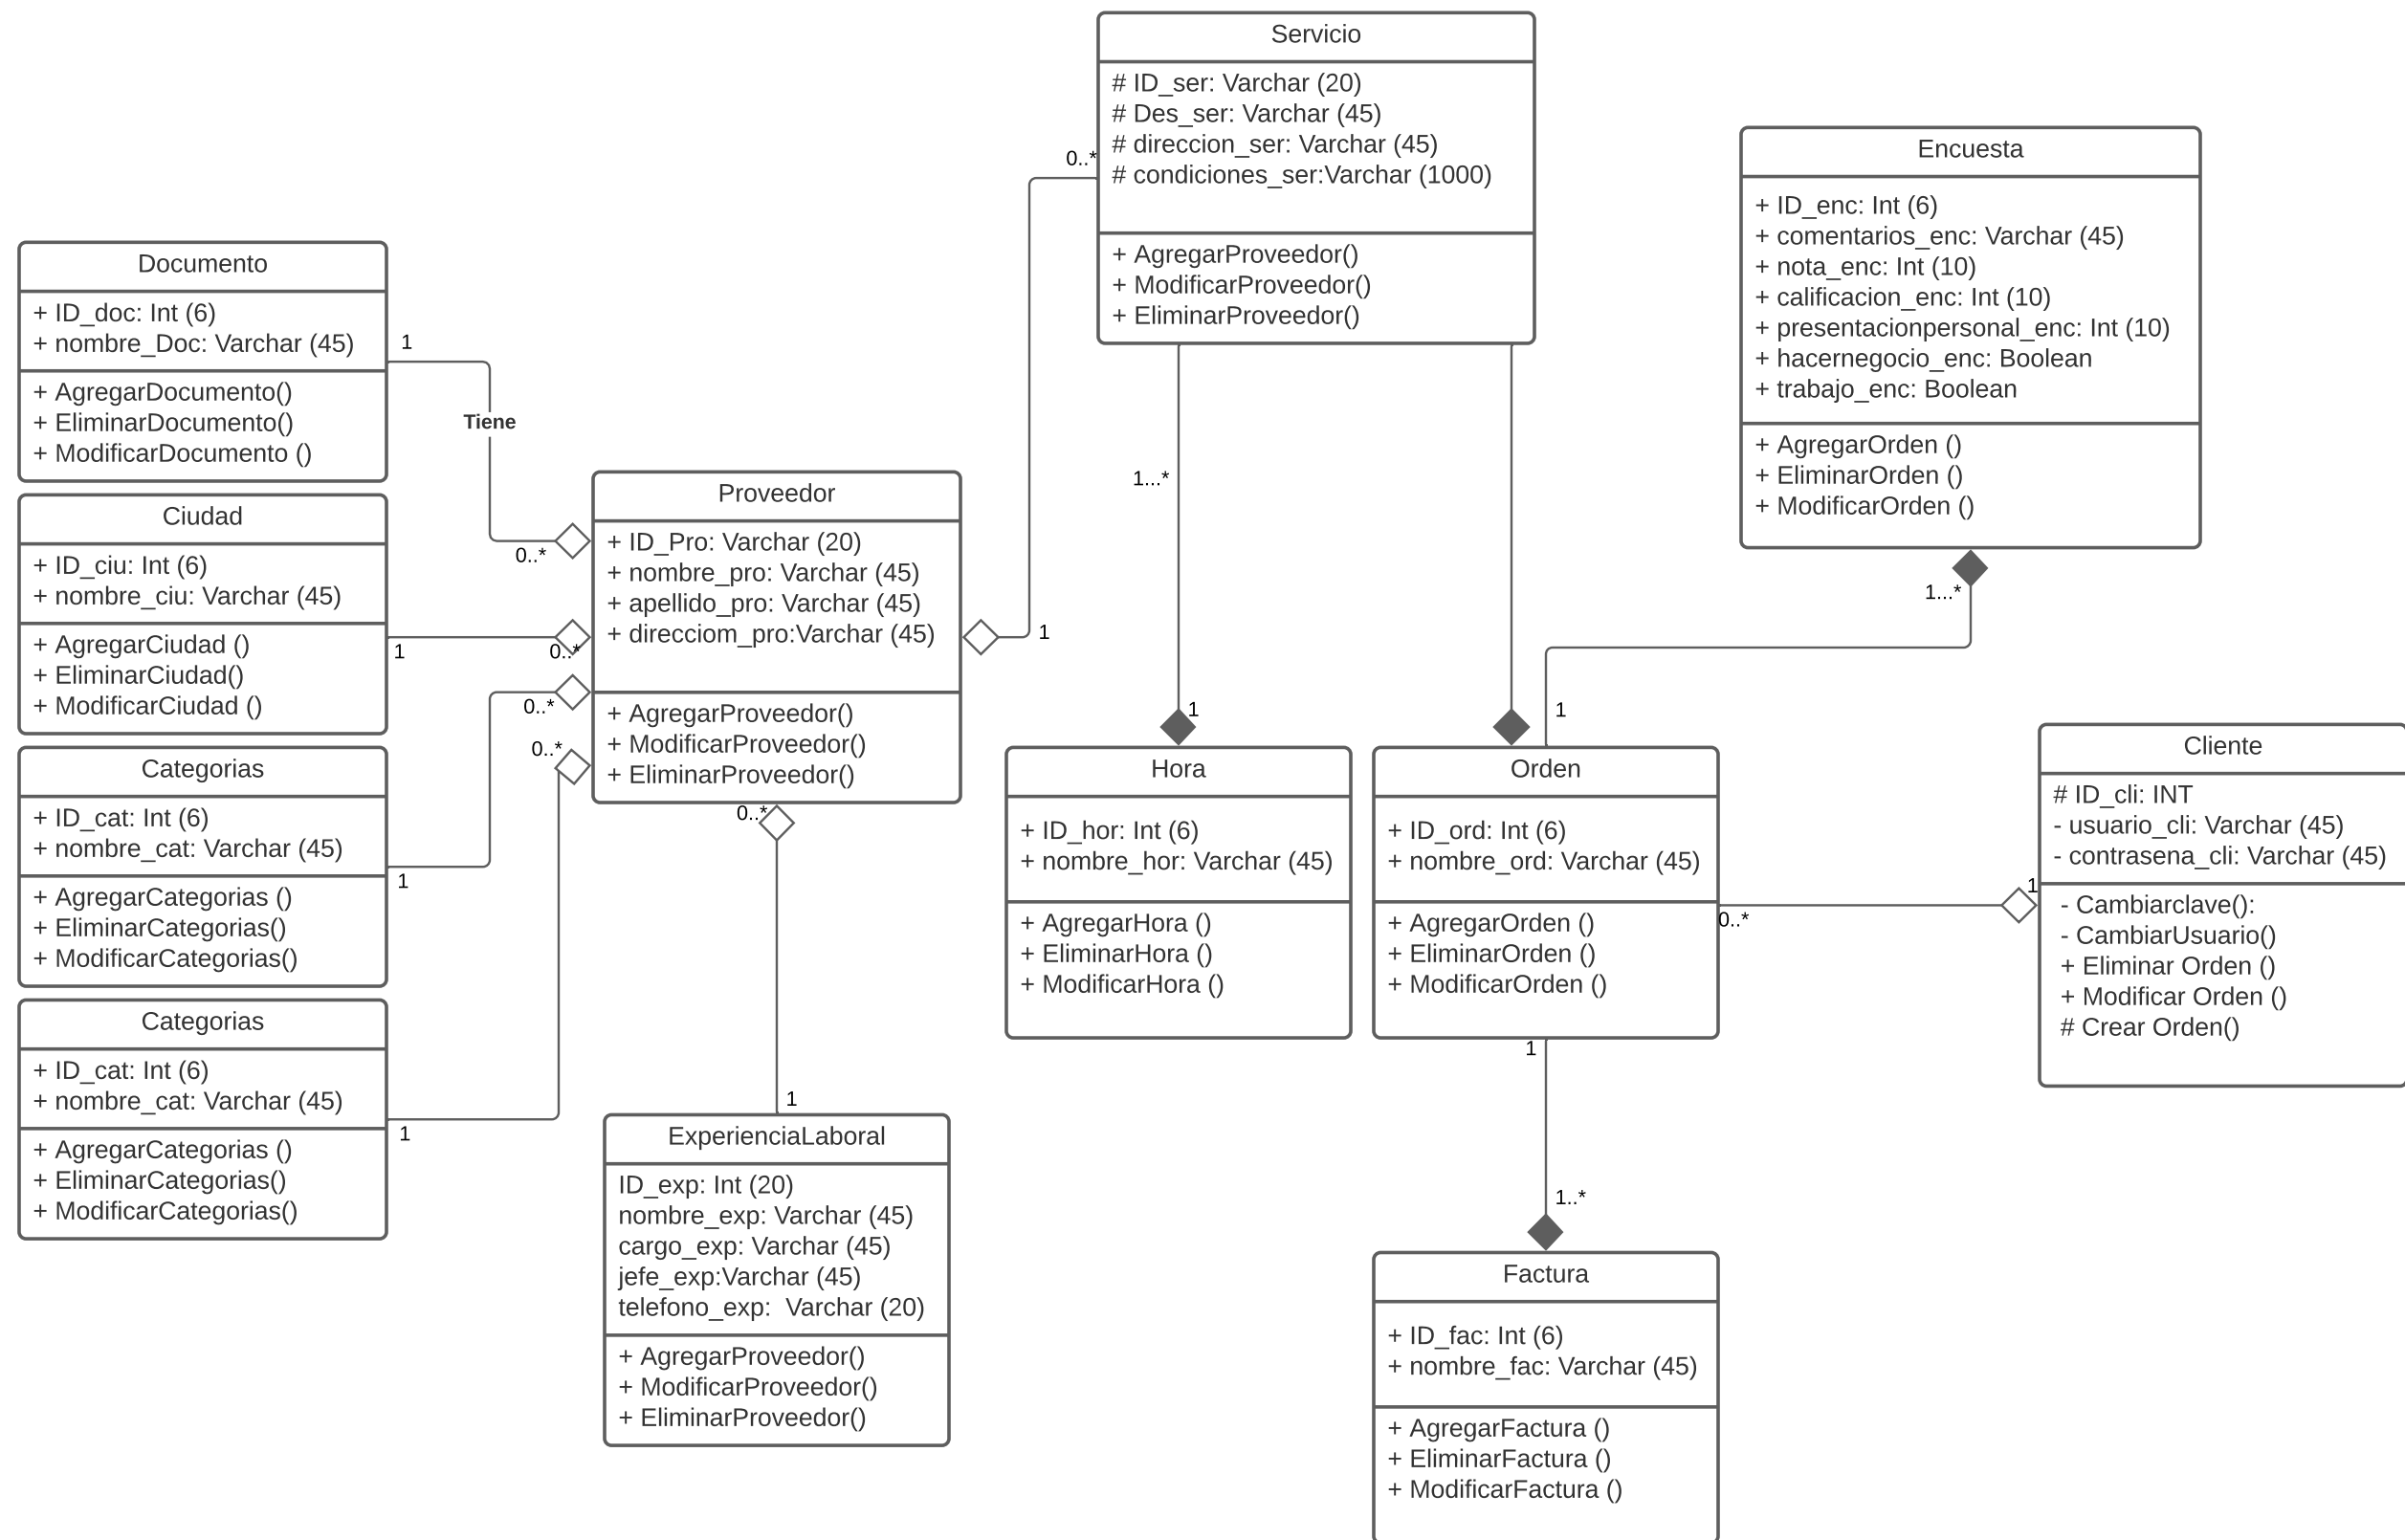 Servicio
# ID_ser: Varchar (20)
# Des_ser: Varchar (45)
# direccion_ser: Varchar (45)
# condiciones_ser:Varchar (1000)
+ AgregarProveedor()
+ ModificarProveedor()
+ EliminarProveedor()
0..*
1...*
Encuesta
+ ID_enc: Int (6)
+ comentarios_enc: Varchar (45)
+ nota_enc: Int (10)
+ calificacion_enc: Int (10)
+ presentacionpersonal_enc: Int (10)
+ hacernegocio_enc: Boolean
+ trabajo_enc: Boolean
+ AgregarOrden ()
+ EliminarOrden ()
+ ModificarOrden ()
1...*
Documento
+ ID_doc: Int (6)
+ nombre_Doc: Varchar (45)
+ AgregarDocumento()
+ EliminarDocumento()
+ ModificarDocumento ()
1
Tiene
0..*
Ciudad
+ ID_ciu: Int (6)
+ nombre_ciu: Varchar (45)
+ AgregarCiudad ()
+ EliminarCiudad()
+ ModificarCiudad ()
1
0..*
Categorias
+ ID_cat: Int (6)
+ nombre_cat: Varchar (45)
+ AgregarCategorias ()
+ EliminarCategorias()
+ ModificarCategorias()
1
0..*
Categorias
+ ID_cat: Int (6)
+ nombre_cat: Varchar (45)
+ AgregarCategorias ()
+ EliminarCategorias()
+ ModificarCategorias()
1
0..*
Proveedor
+ ID_Pro: Varchar (20)
+ nombre_pro: Varchar (45)
+ apellido_pro: Varchar (45)
+ direcciom_pro:Varchar (45)
+ AgregarProveedor()
+ ModificarProveedor()
+ EliminarProveedor()
1
0..*
1
ExperienciaLaboral
ID_exp: Int (20)
nombre_exp: Varchar (45)
cargo_exp: Varchar (45)
jefe_exp:Varchar (45)
telefono_exp:  Varchar (20)
+ AgregarProveedor()
+ ModificarProveedor()
+ EliminarProveedor()
1
Hora
+ ID_hor: Int (6)
+ nombre_hor: Varchar (45)
+ AgregarHora ()
+ EliminarHora ()
+ ModificarHora ()
1
Orden
+ ID_ord: Int (6)
+ nombre_ord: Varchar (45)
+ AgregarOrden ()
+ EliminarOrden ()
+ ModificarOrden ()
0..*
1
Cliente
# ID_cli: INT
- usuario_cli: Varchar (45)
- contrasena_cli: Varchar (45)
- Cambiarclave():
- CambiarUsuario()
+ Eliminar Orden ()
+ Modificar Orden ()
# Crear Orden()
1
1..*
Factura
+ ID_fac: Int (6)
+ nombre_fac: Varchar (45)
+ AgregarFactura ()
+ EliminarFactura ()
+ ModificarFactura ()